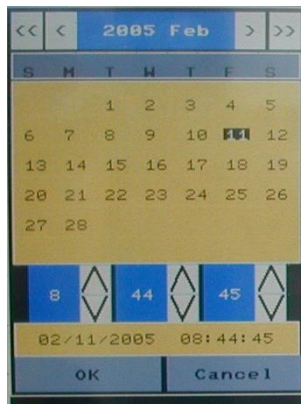 << < 2005 Feb > >>
S M T W T F S
1 2 3 4 5
6 7 8 9 10 11 12
13 14 15 16 17 18 19
20 21 22 23 24 25 26
27 28
8 44 45
02/11/2005 08:44:45
OK Cancel